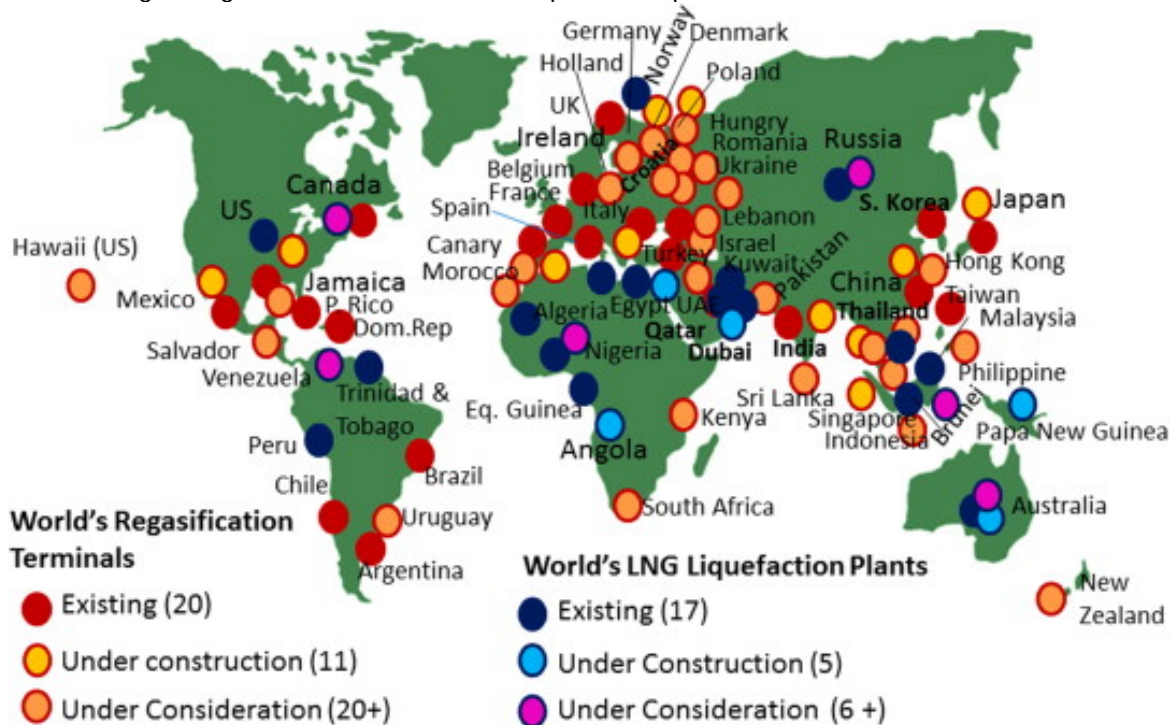 Germany
Norway
Denmark
Holland
Poland
UK
Hungry
Ireland
Romania
Croatia
Ukraine
Belgium
France
Russia
Canada
Spain
Italy
S. Korea
Japan
US
Lebanon
Hawaii (US)
Canary
Israel
Turkey
Kuwait
Pakistan
Hong Kong
Morocco
China
Jamaica
Mexico
P. Rico
Algeria
Egypt
UAE
Taiwan
Thailand
Malaysia
Dom.Rep
Qatar
Dubai
India
Salvador
Nigeria
Venezuela
Philippine
Trinidad &
Tobago
Eq. Guinea
Kenya
Sri Lanka
Singapore
Brunei
Indonesia
Papa New Guinea
Peru
Angola
Chile
Brazil
South Africa
Australia
Uruguay
Argentina
New
Zealand
World's Regasification
Terminals
Existing (20)
Under construction (11)
Under Consideration (20+)
World's LNG Liquefaction Plants
Existing (17)
Under Construction (5)
Under Consideration (6 +)